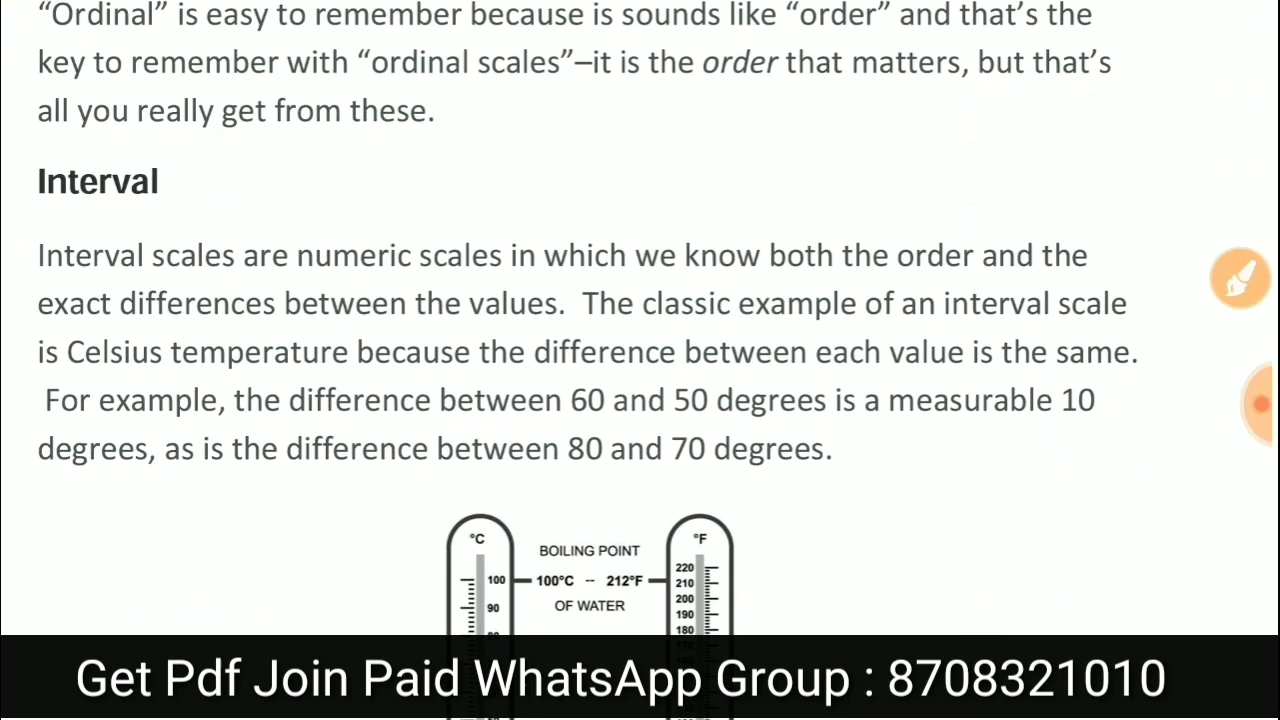 “Ordinal” is easy to remember because is sounds like “order” and that’s the
key to remember with “ordinal scales”–it is the order that matters, but that’s
all you really get from these.
Interval
Interval scales are numeric scales in which we know both the order and the
exact differences between the values.  The classic example of an interval scale
is Celsius temperature because the difference between each value is the same.
For example, the difference between 60 and 50 degrees is a measurable 10
degrees, as is the difference between 80 and 70 degrees.
°C
°F
BOILING POINT
220
100
100°C -- 212°F
210
200
90
OF WATER
190
180
Get Pdf Join Paid WhatsApp Group : 8708321010